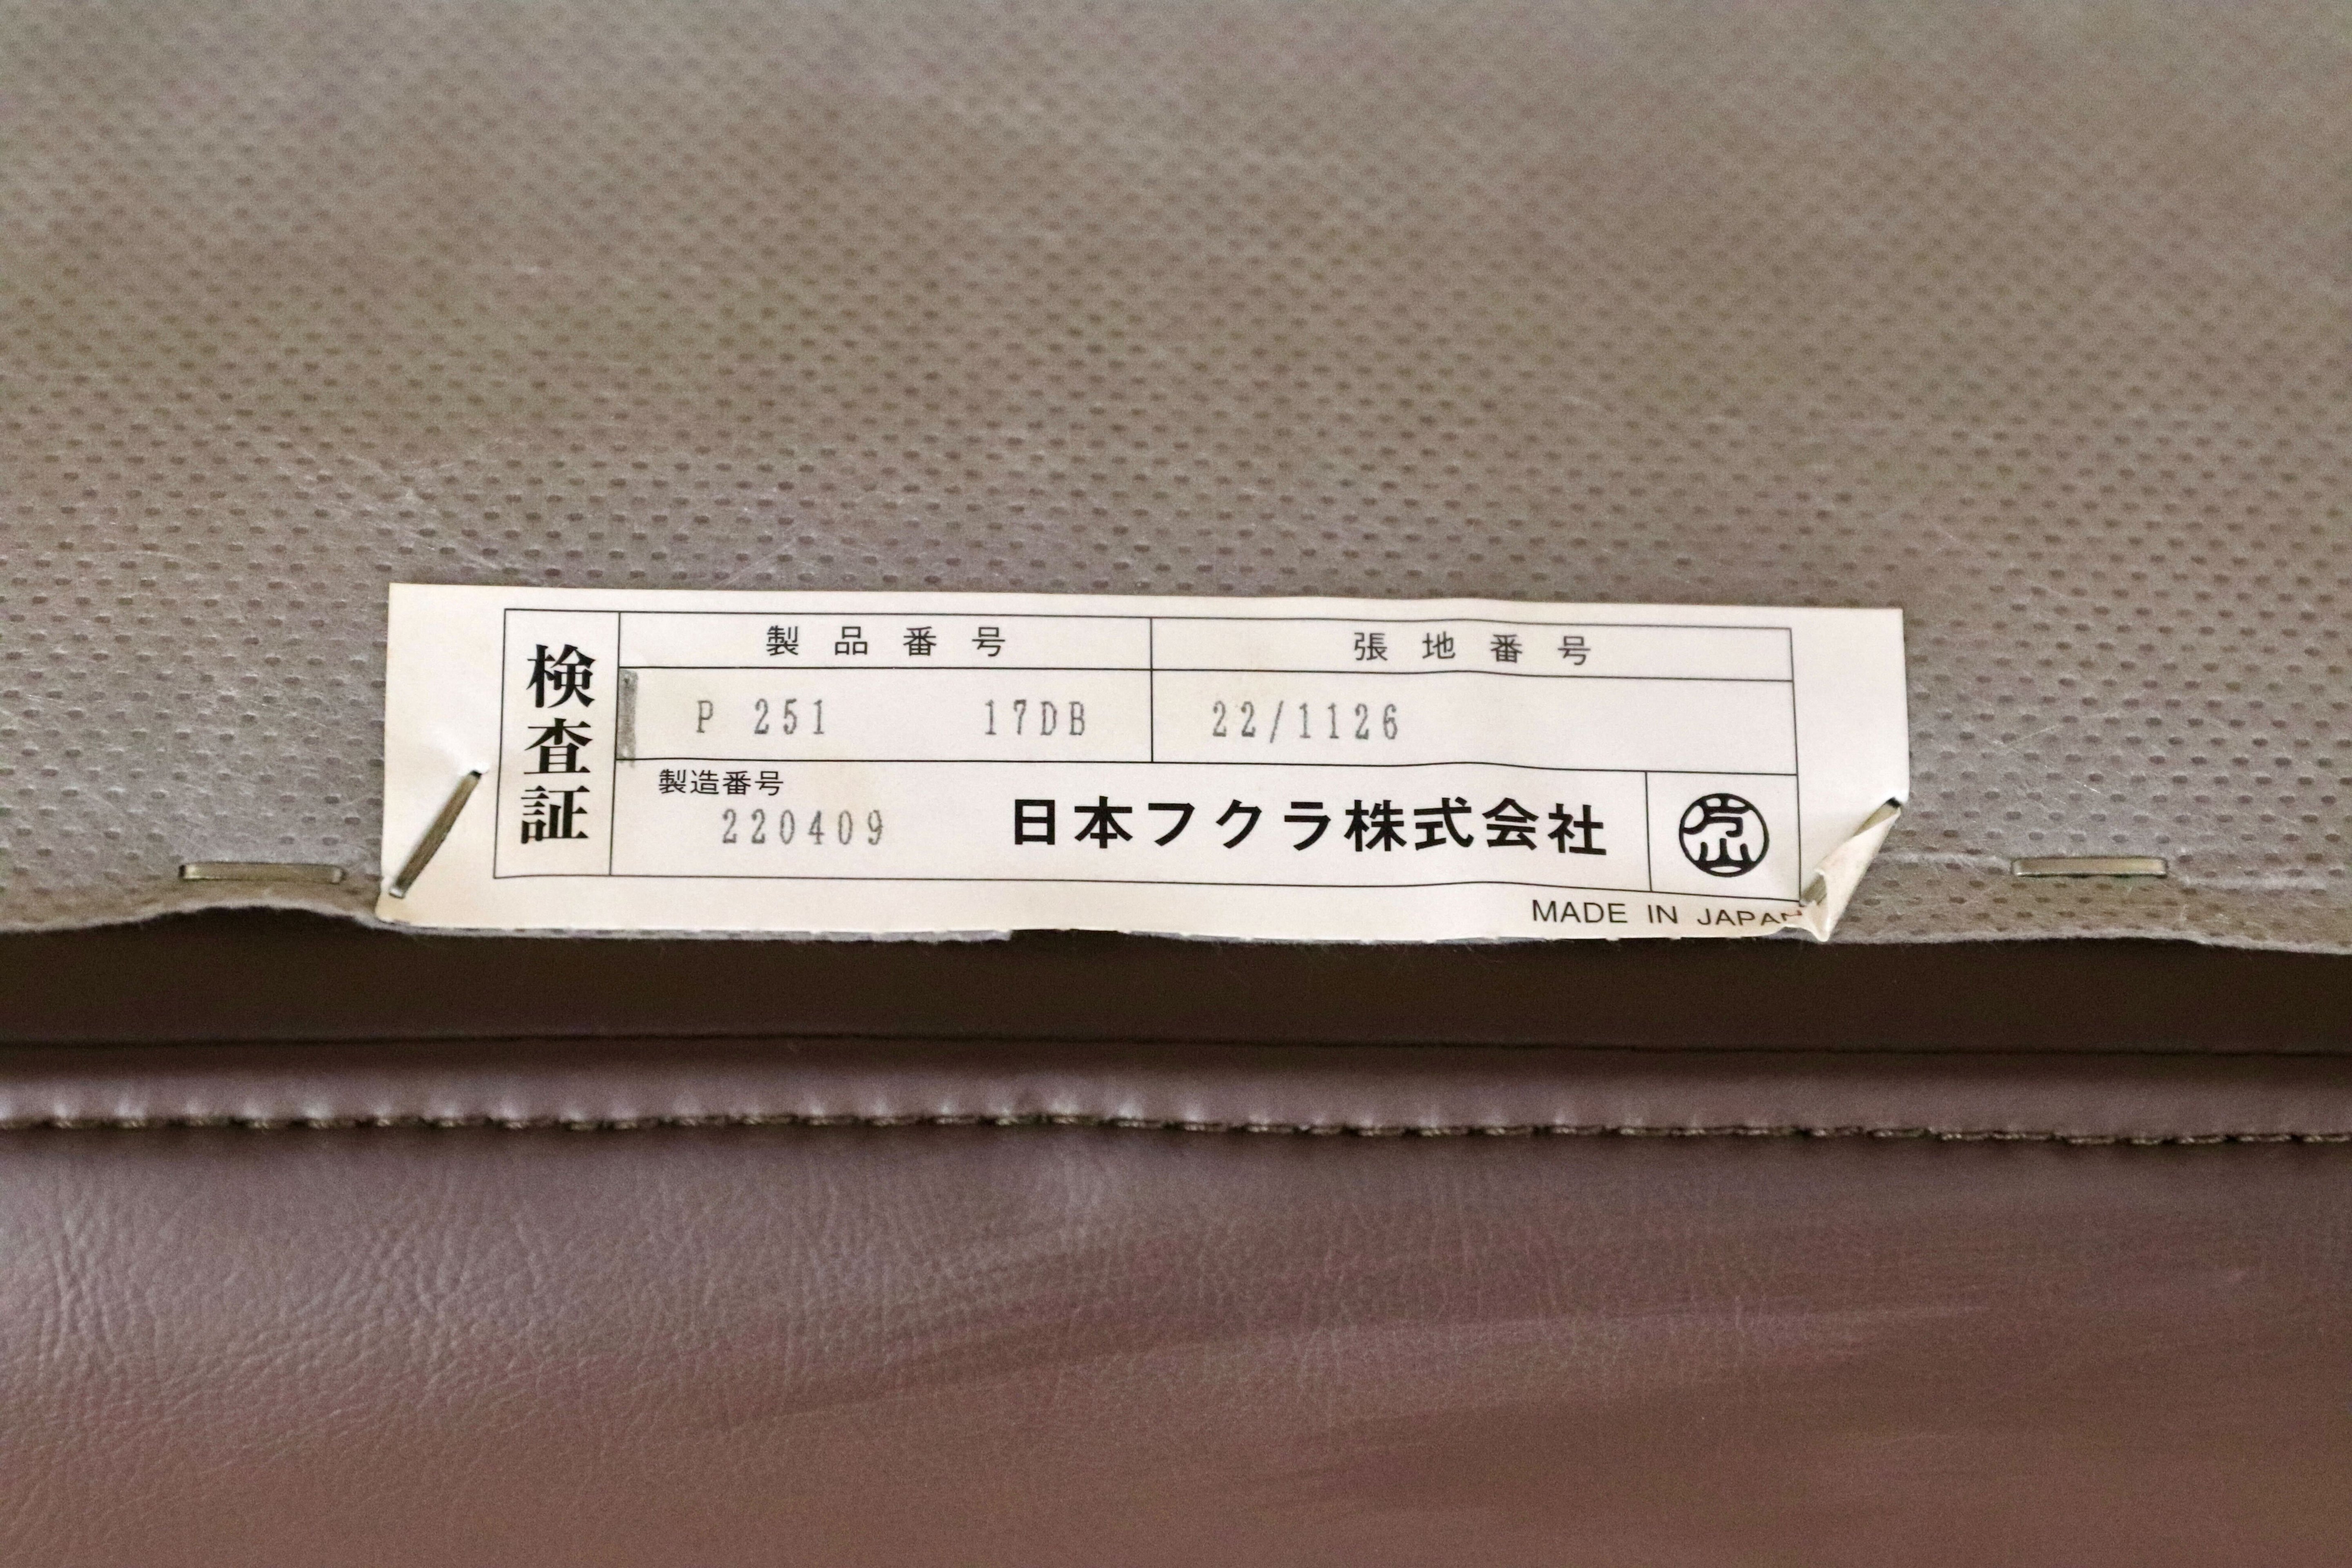 検査証
製品番号
張地番号
P 251 17DB
22/1126
製造番号
220409
日本フクラ株式会社
MADE IN JAPAN